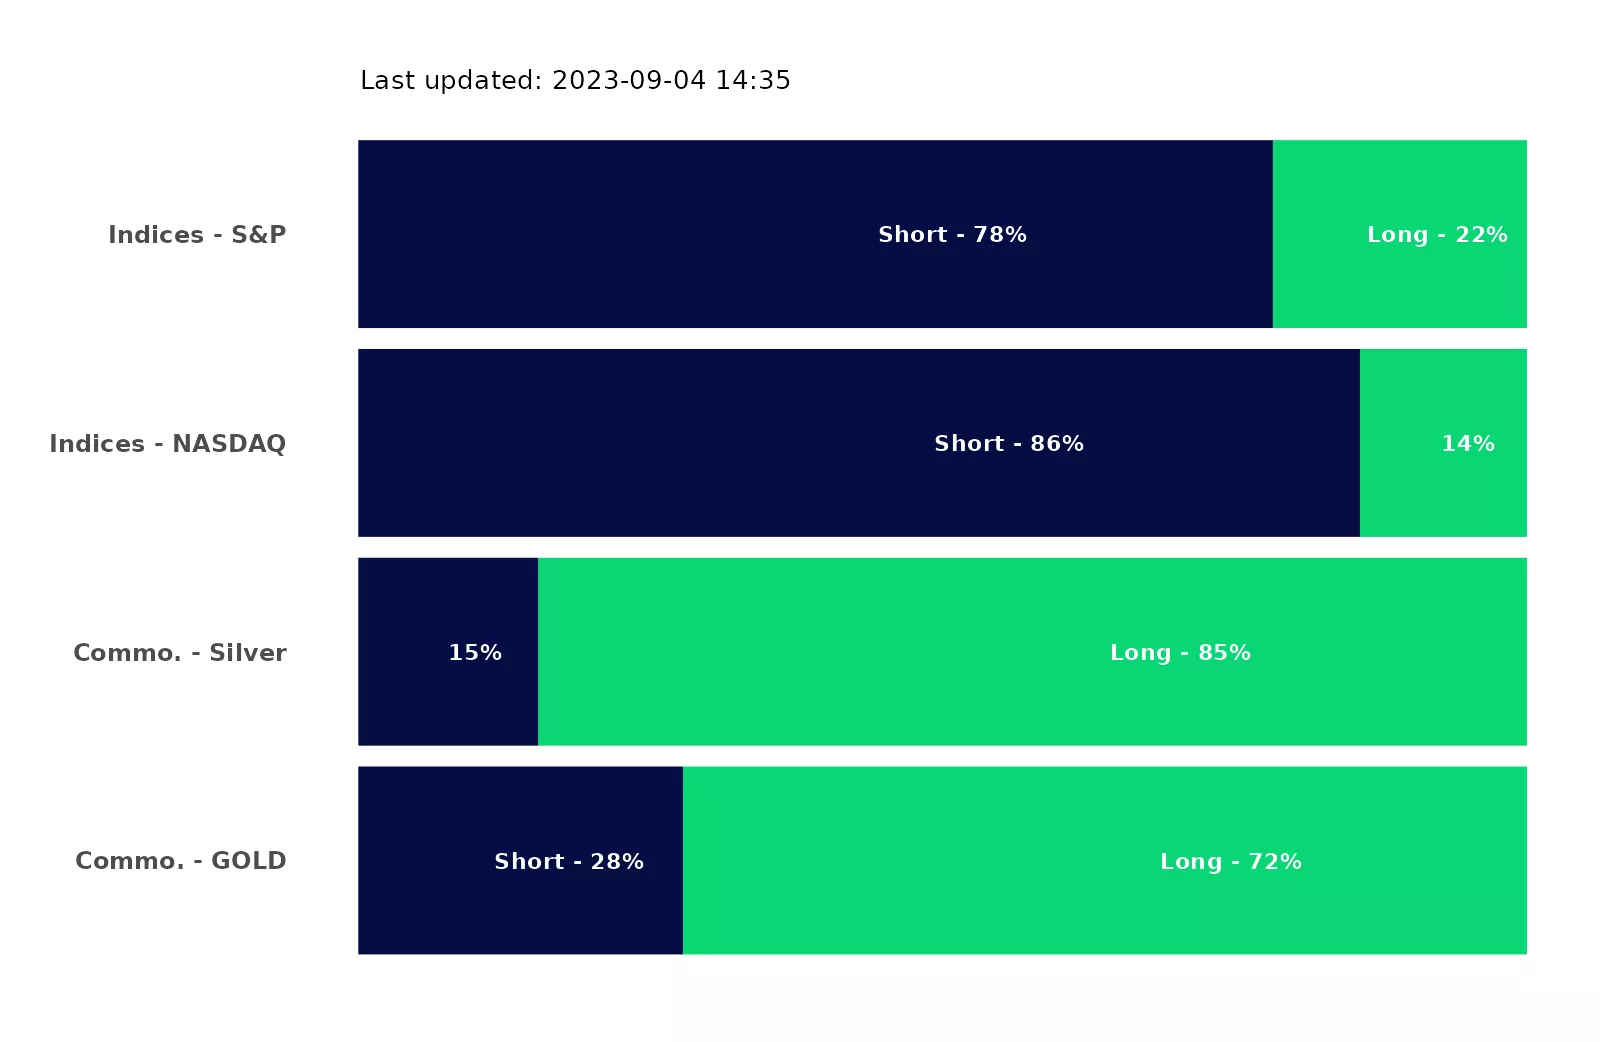 Last updated: 2023-09-04 14:35
Indices - S&P
Short - 78%
Long - 22%
Indices - NASDAQ
Short - 86%
14%
Commo. - Silver
15%
Long - 85%
Commo. - GOLD
Short - 28%
Long - 72%